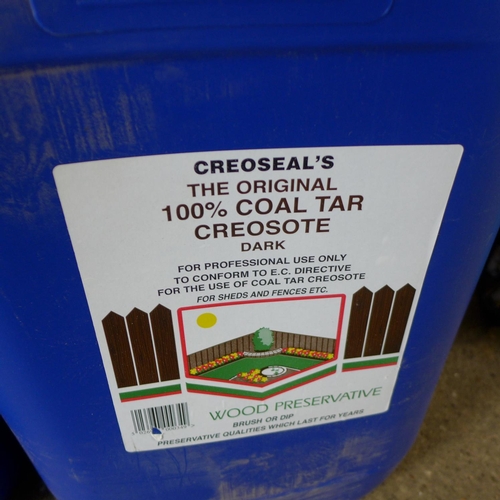 CREOSEAL'S
THE ORIGINAL
100% COAL TAR
CREOSOTE
DARK
FOR PROFESSIONAL USE ONLY
TO CONFORM TO E.C. DIRECTIVE
FOR THE USE OF COAL TAR CREOSOTE
FOR SHEDS AND FENCES ETC.
WOOD PRESERVATIVE
BRUSH OR DIP
PRESERVATIVE QUALITIES WHICH LAST FOR YEARS